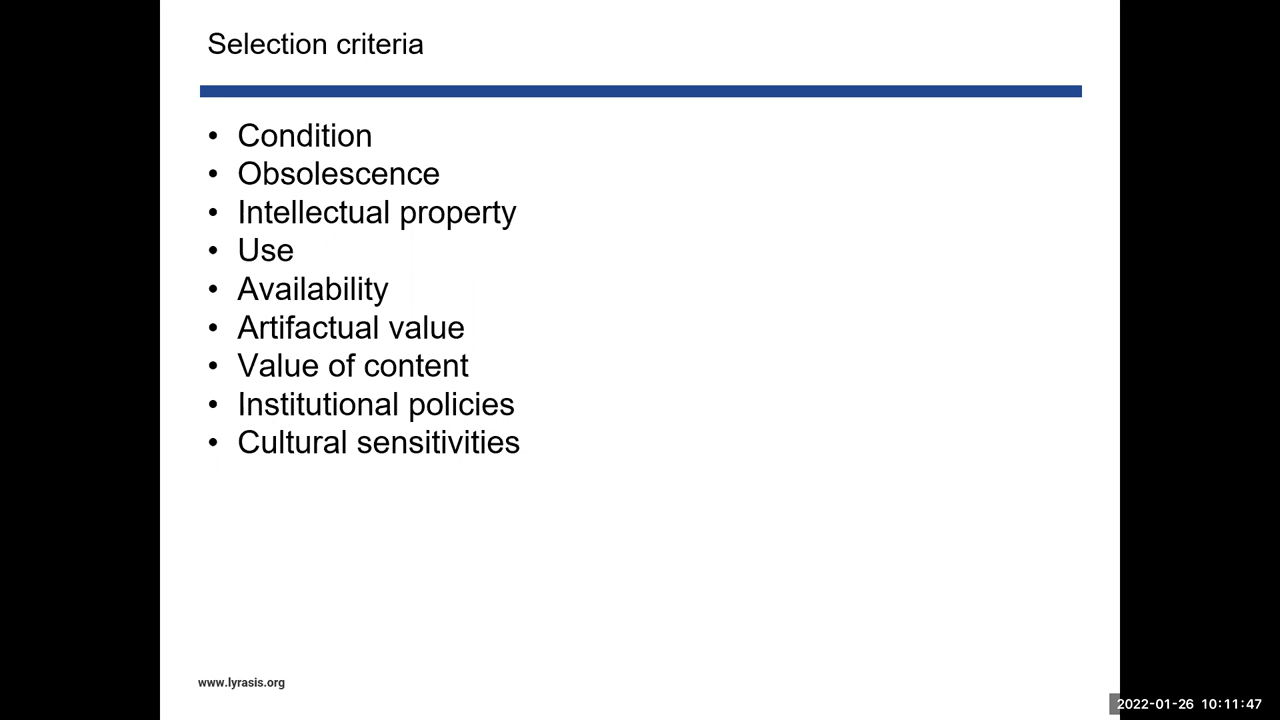 Selection criteria
• Condition
• Obsolescence
• Intellectual property
• Use
• Availability
• Artifactual value
• Value of content
• Institutional policies
• Cultural sensitivities
www.lyrasis.org
2022-01-26 10:11:47